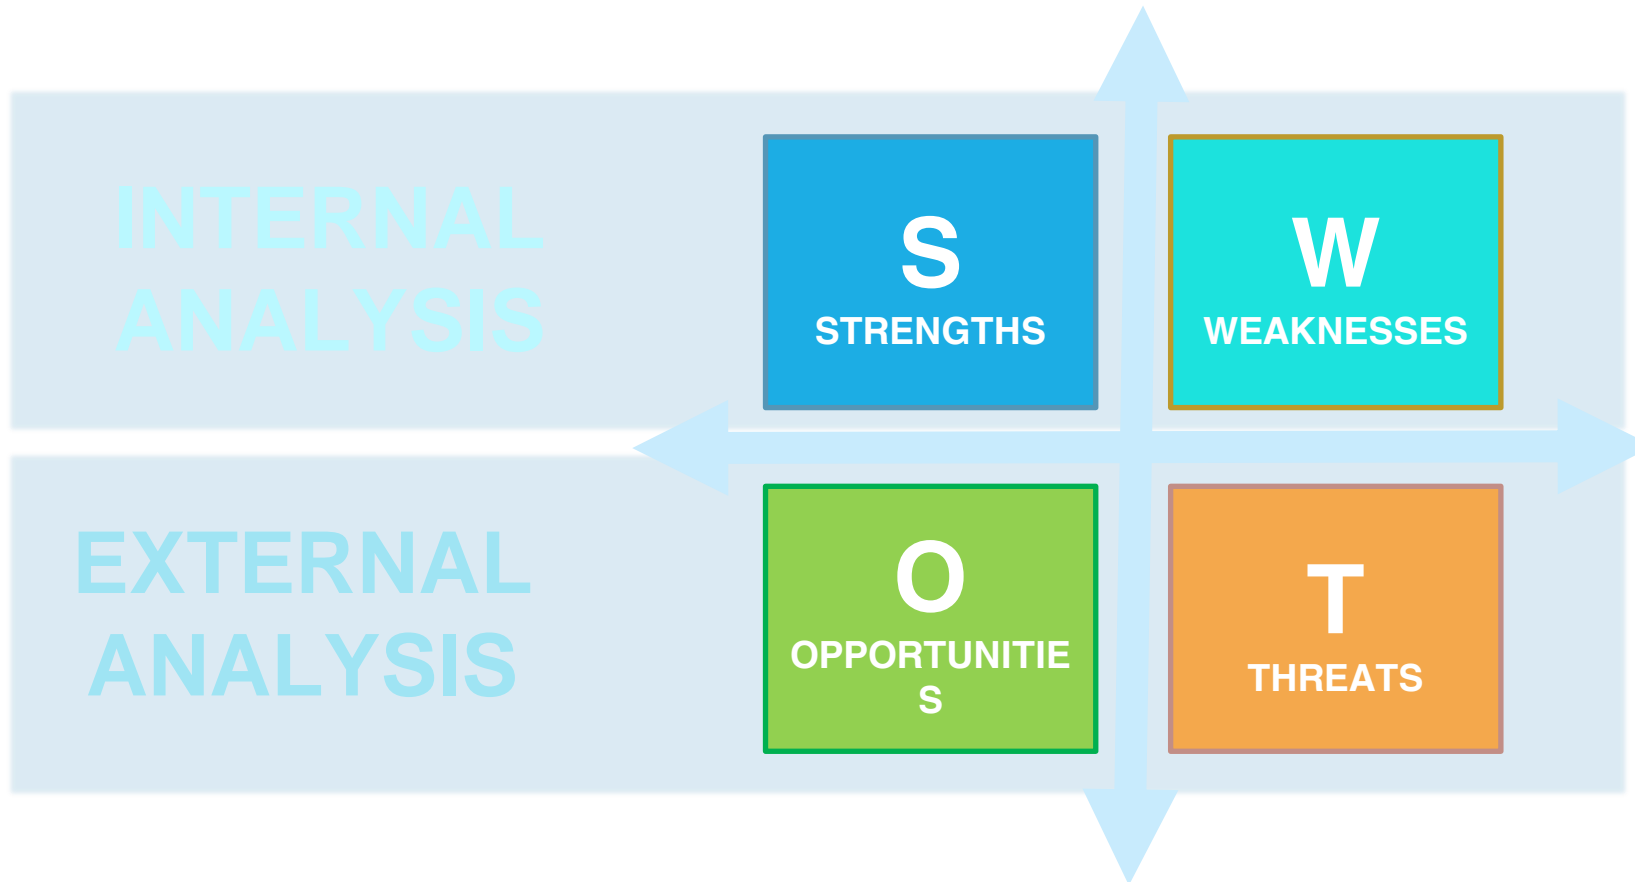 INTERNAL
ANALYSIS
S
STRENGTHS
W
WEAKNESSES
EXTERNAL
ANALYSIS
O
OPPORTUNITIE
S
T
THREATS